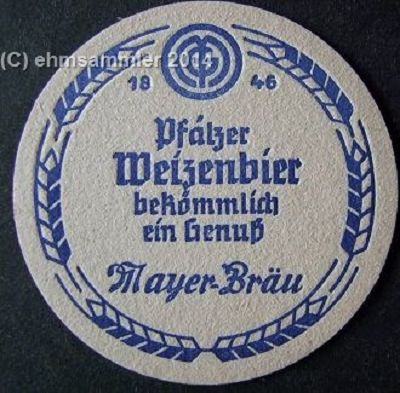 (C) ehmsammler 2014
18 46
Pfälzer
Weizenbier
bekömmlich
ein Genuß
Mayer-Bräu